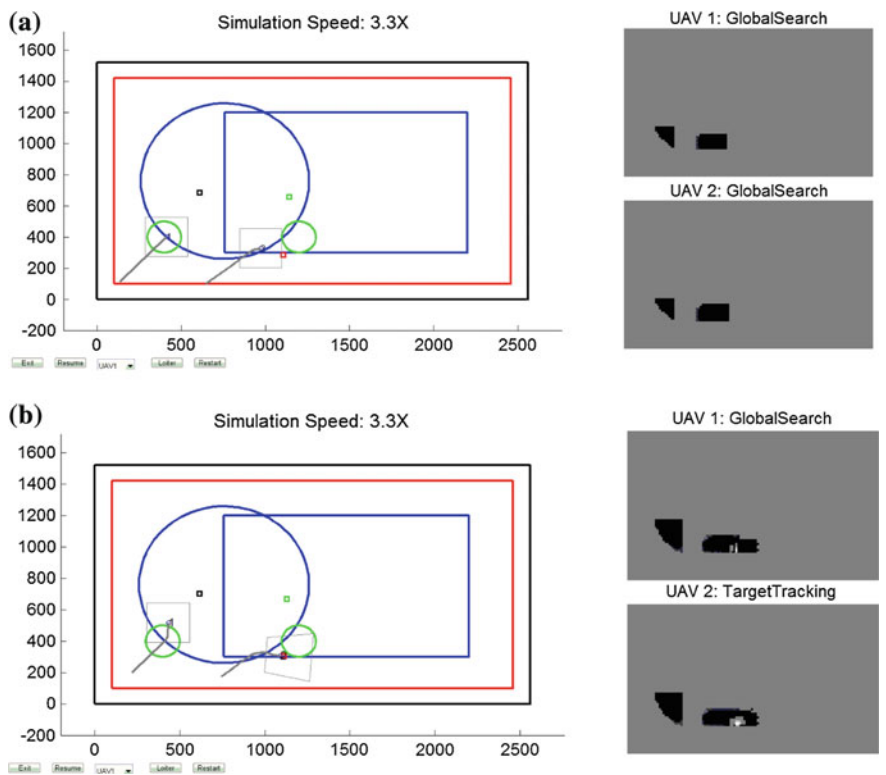 (a)
Simulation Speed: 3.3X
1600
1400
1200
1000
800
600
400
200
0
-200
0 500 1000 1500 2000 2500
Exit Resume UAV1 Loiter Restart
UAV 1: GlobalSearch
UAV 2: GlobalSearch
(b)
Simulation Speed: 3.3X
1600
1400
1200
1000
800
600
400
200
0
-200
0 500 1000 1500 2000 2500
Exit Resume UAV1 Loiter Restart
UAV 1: GlobalSearch
UAV 2: TargetTracking